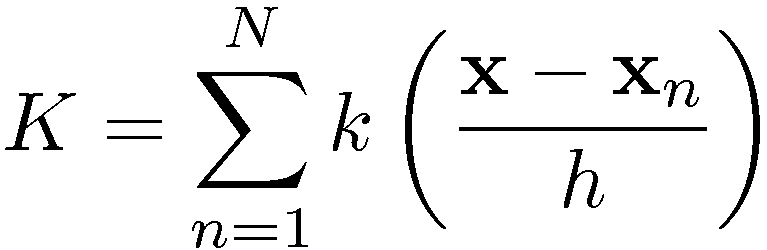 K = \sum_{n=1}^{N} k \left( \frac{\mathbf{x} - \mathbf{x}_n}{h} \right)